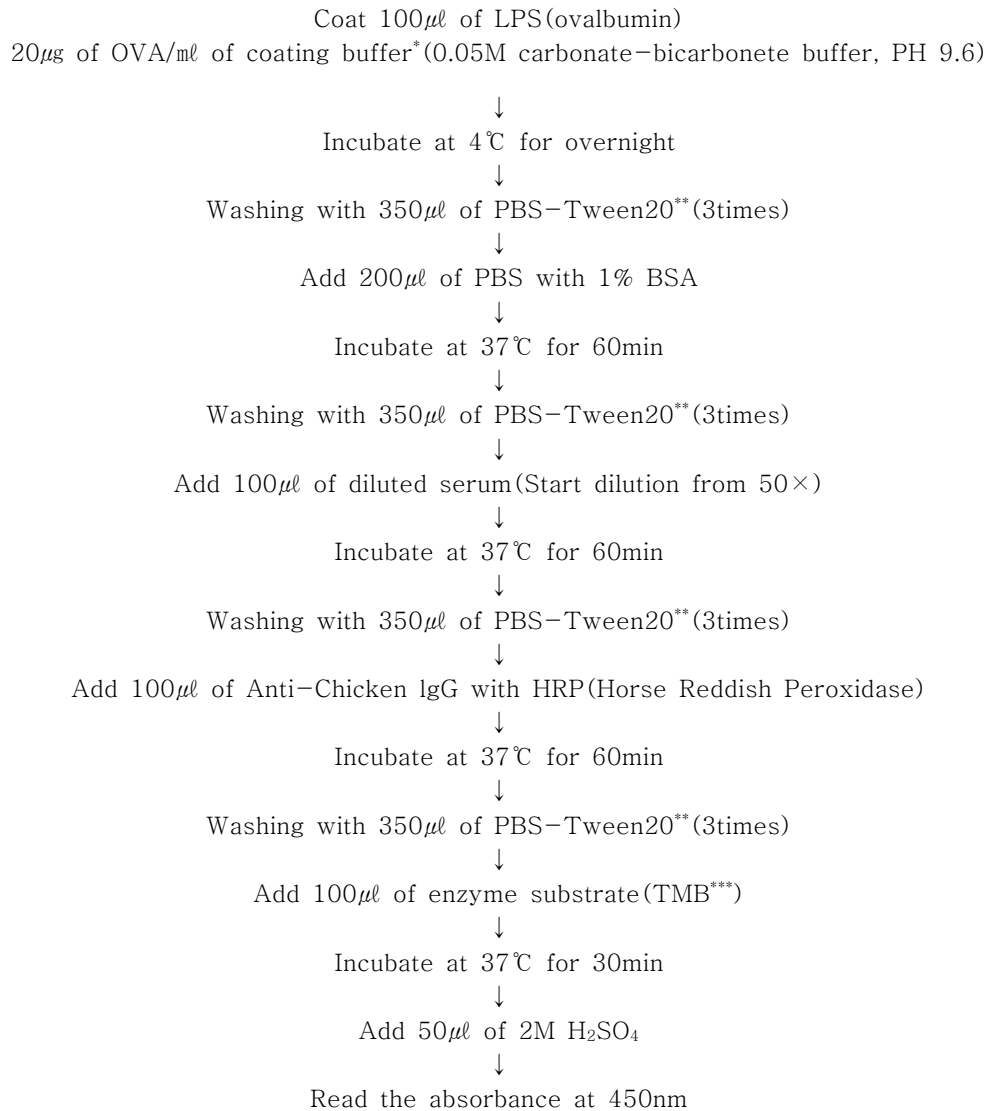 Coat 100㎕ of LPS(ovalbumin)
20㎍ of OVA/㎖ of coating buffer*(0.05M carbonate-bicarbonete buffer, PH 9.6)
↓
Incubate at 4℃ for overnight
↓
Washing with 350㎕ of PBS-Tween20**(3times)
↓
Add 200㎕ of PBS with 1% BSA
↓
Incubate at 37℃ for 60min
↓
Washing with 350㎕ of PBS-Tween20**(3times)
↓
Add 100㎕ of diluted serum(Start dilution from 50×)
↓
Incubate at 37℃ for 60min
↓
Washing with 350㎕ of PBS-Tween20**(3times)
↓
Add 100㎕ of Anti-Chicken lgG with HRP(Horse Reddish Peroxidase)
↓
Incubate at 37℃ for 60min
↓
Washing with 350㎕ of PBS-Tween20**(3times)
↓
Add 100㎕ of enzyme substrate(TMB***)
↓
Incubate at 37℃ for 30min
↓
Add 50㎕ of 2M H₂SO₄
↓
Read the absorbance at 450nm